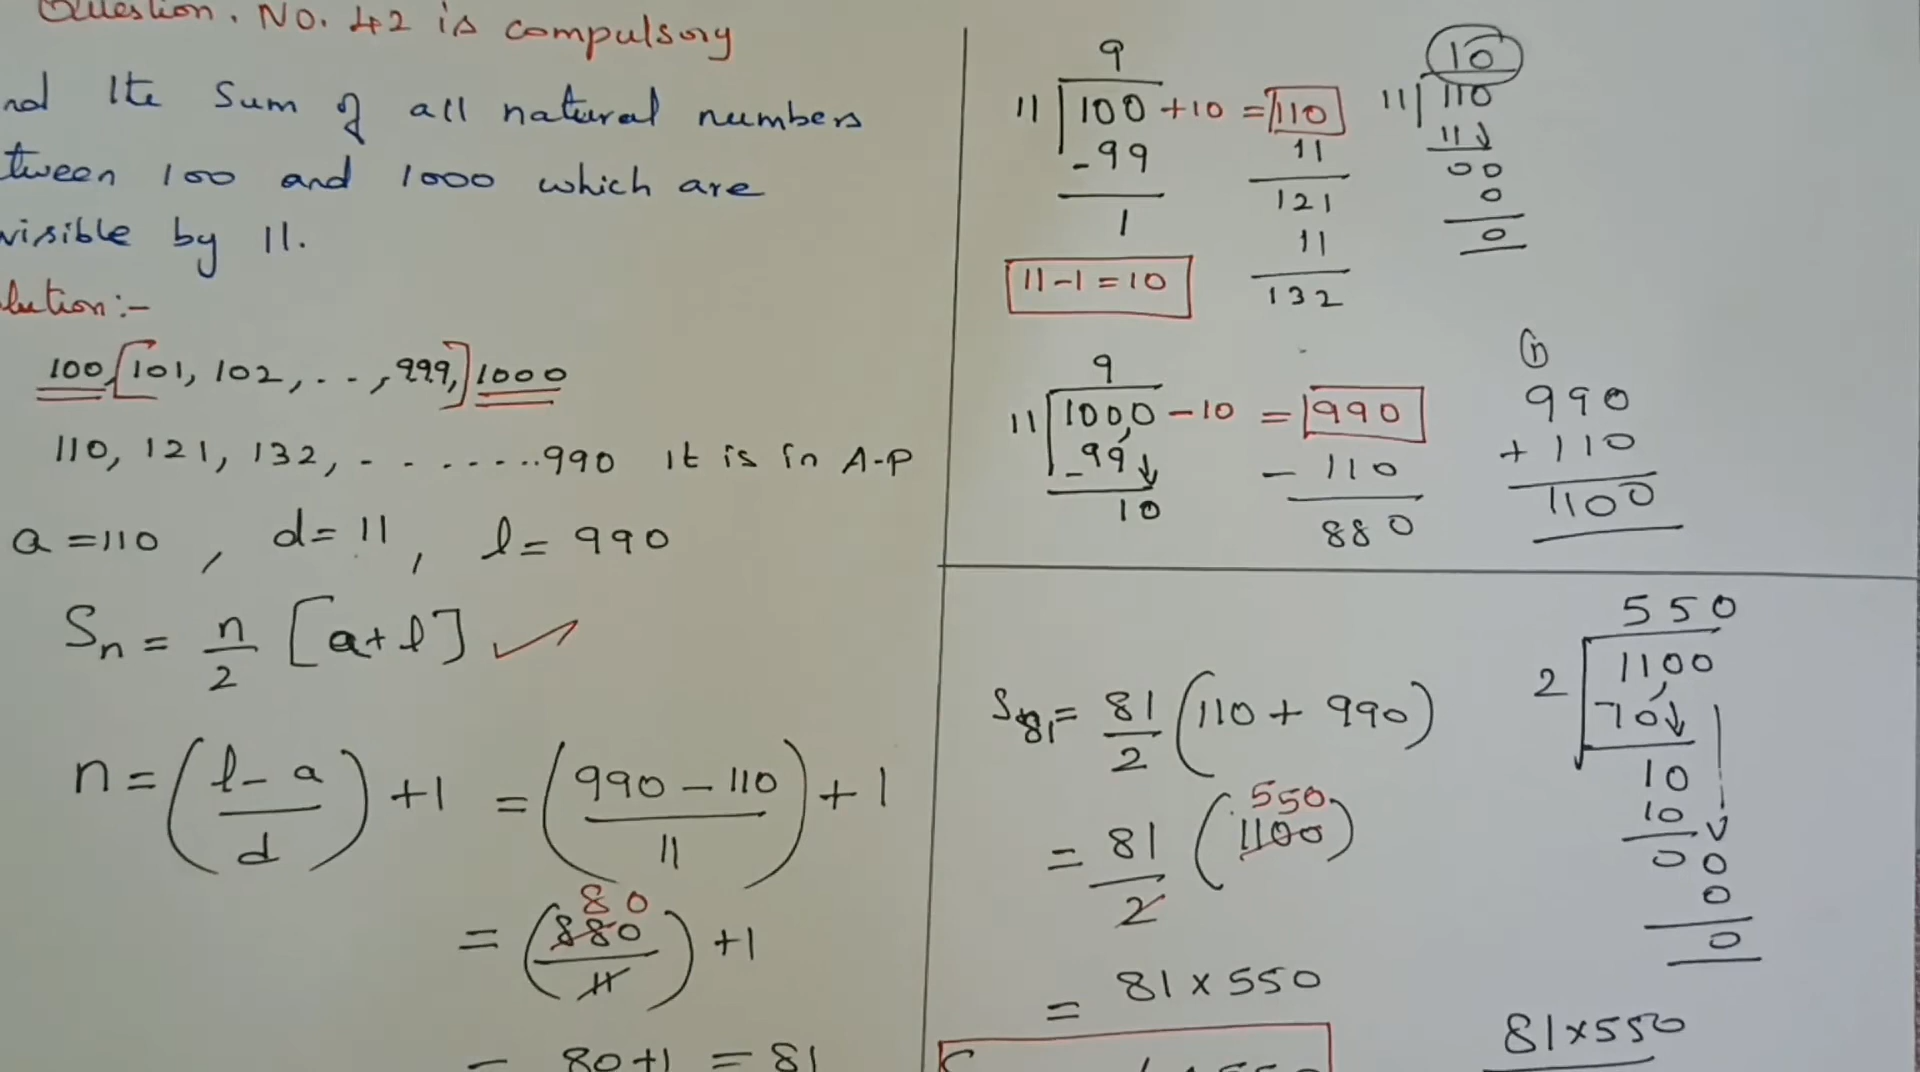 Question. No. 42 is compulsory
nd the Sum of all natural numbers
tween 100 and 1000 which are
visible by 11.
lution:-
100, [101, 102, - - -, 999,] 1000
110, 121, 132, - - - - - - ..990 it is in A-P
a = 110 , d = 11 , l = 990
Sn = n/2 [a+l] ✓
n = (l-a/d) +1 = (990 - 110/11) + 1
80
= (880/11) +1
= 80+1 = 81
9
11 | 100 +10 = 110
-99
1
11-1 = 10
11
121
11
132
10
11 | 110
11↓
00
0
0
9
11 | 1000 -10 = 990
-99↓
10
- 110
880
990
+ 110
1100
S81 = 81/2 (110 + 990)
550
= 81/2 (1100)
= 81 x 550
550
2 | 1100
10↓
10
10
00
0
0
81x550